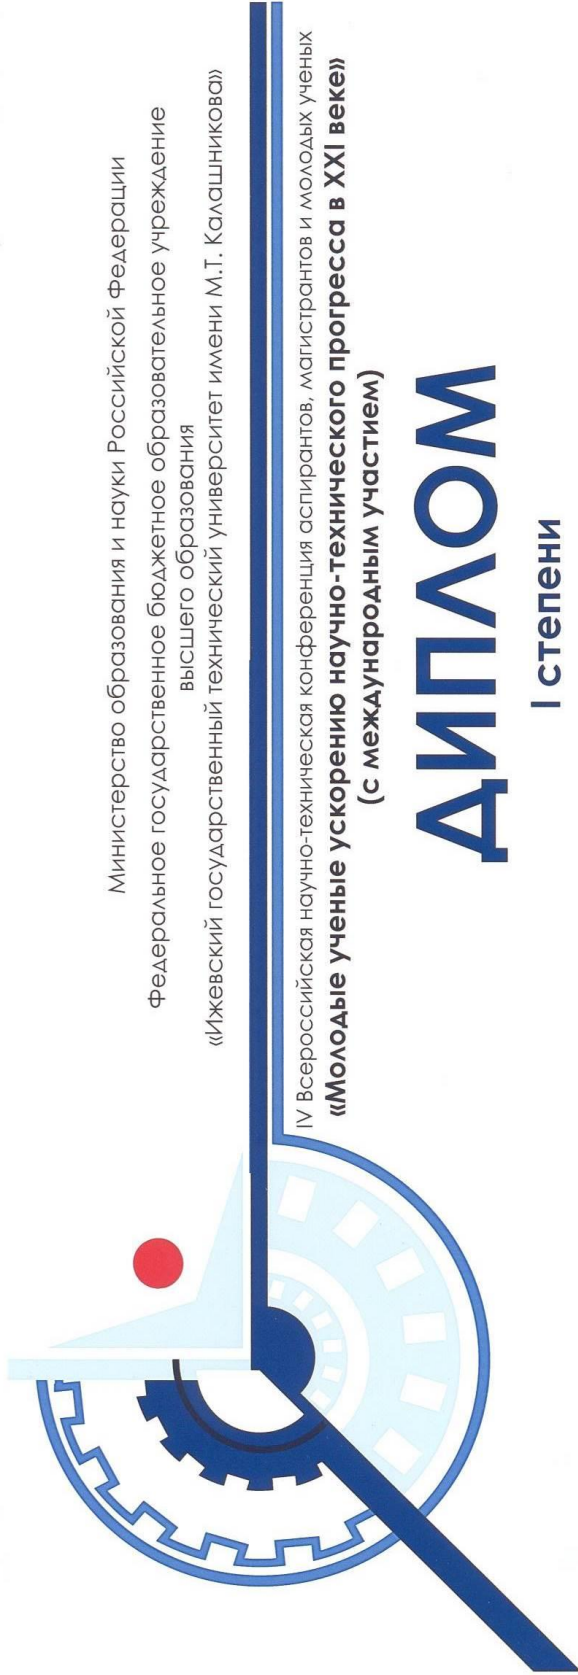 Министерство образования и науки Российской Федерации
Федеральное государственное бюджетное образовательное учреждение
высшего образования
«Ижевский государственный технический университет имени М.Т. Калашникова»
IV Всероссийская научно-техническая конференция аспирантов, магистрантов и молодых ученых
«Молодые ученые ускорению научно-технического прогресса в XXI веке»
(с международным участием)
ДИПЛОМ
I степени